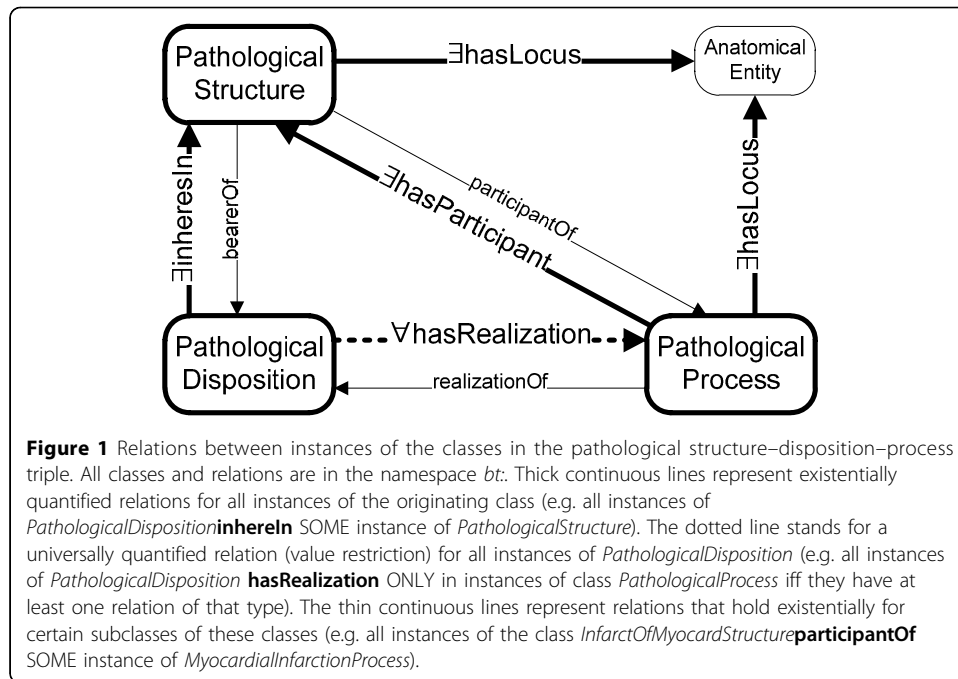 Pathological
Structure
∃hasLocus
Anatomical
Entity
∃inheresIn
bearerOf
∃hasParticipant
participantOf
∃hasLocus
Pathological
Disposition
∀hasRealization
realizationOf
Pathological
Process
Figure 1 Relations between instances of the classes in the pathological structure–disposition–process
triple. All classes and relations are in the namespace bt:. Thick continuous lines represent existentially
quantified relations for all instances of the originating class (e.g. all instances of
PathologicalDispositioninhereIn SOME instance of PathologicalStructure). The dotted line stands for a
universally quantified relation (value restriction) for all instances of PathologicalDisposition (e.g. all instances
of PathologicalDisposition hasRealization ONLY in instances of class PathologicalProcess iff they have at
least one relation of that type). The thin continuous lines represent relations that hold existentially for
certain subclasses of these classes (e.g. all instances of the class InfarctOfMyocardStructureparticipantOf
SOME instance of MyocardialInfarctionProcess).